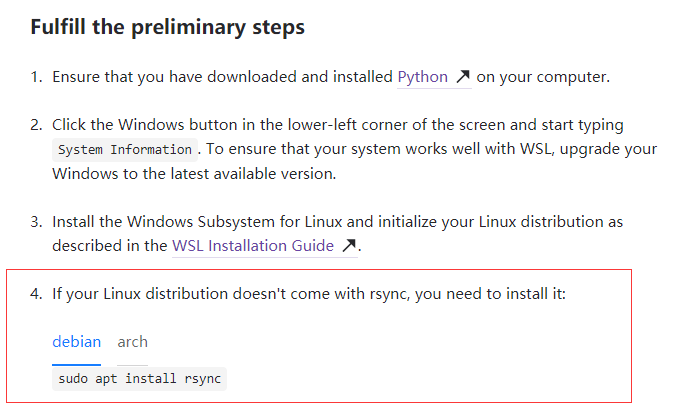 Fulfill the preliminary steps
1. Ensure that you have downloaded and installed Python ↗ on your computer.
2. Click the Windows button in the lower-left corner of the screen and start typing
System Information . To ensure that your system works well with WSL, upgrade your
Windows to the latest available version.
3. Install the Windows Subsystem for Linux and initialize your Linux distribution as
described in the WSL Installation Guide ↗.
4. If your Linux distribution doesn't come with rsync, you need to install it:
debian arch
sudo apt install rsync